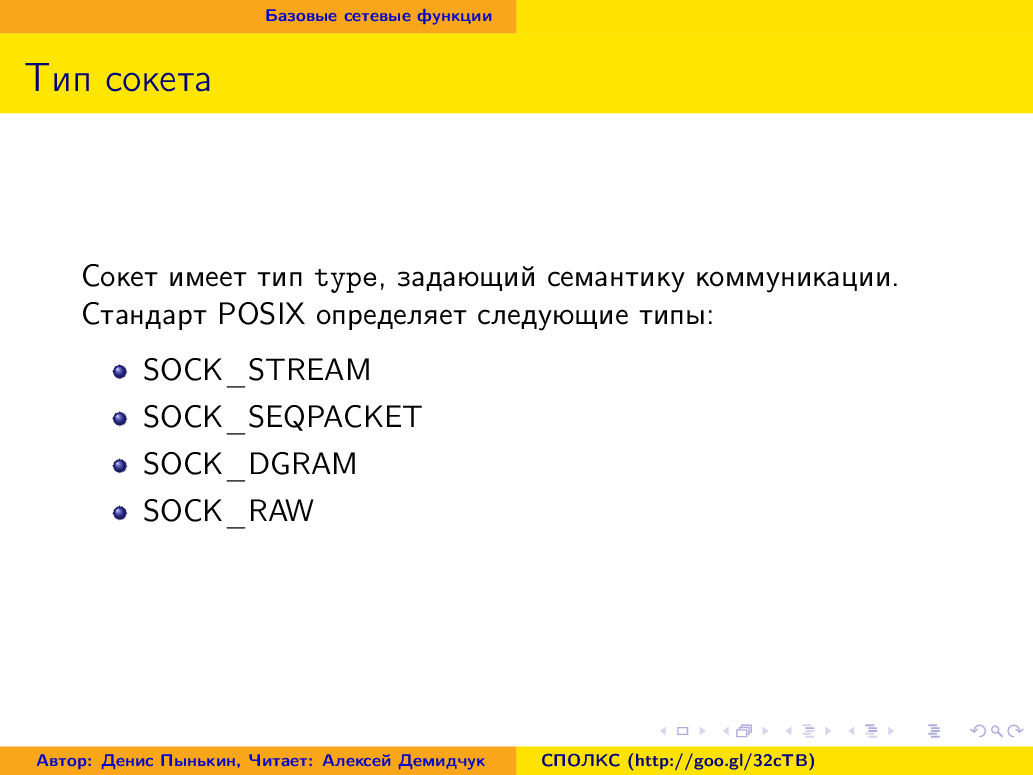 Базовые сетевые функции
Тип сокета
Сокет имеет тип type, задающий семантику коммуникации.
Стандарт POSIX определяет следующие типы:
SOCK_STREAM
SOCK_SEQPACKET
SOCK_DGRAM
SOCK_RAW
Автор: Денис Пынькин, Читает: Алексей Демидчук
СПОЛКС (http://goo.gl/32cTB)